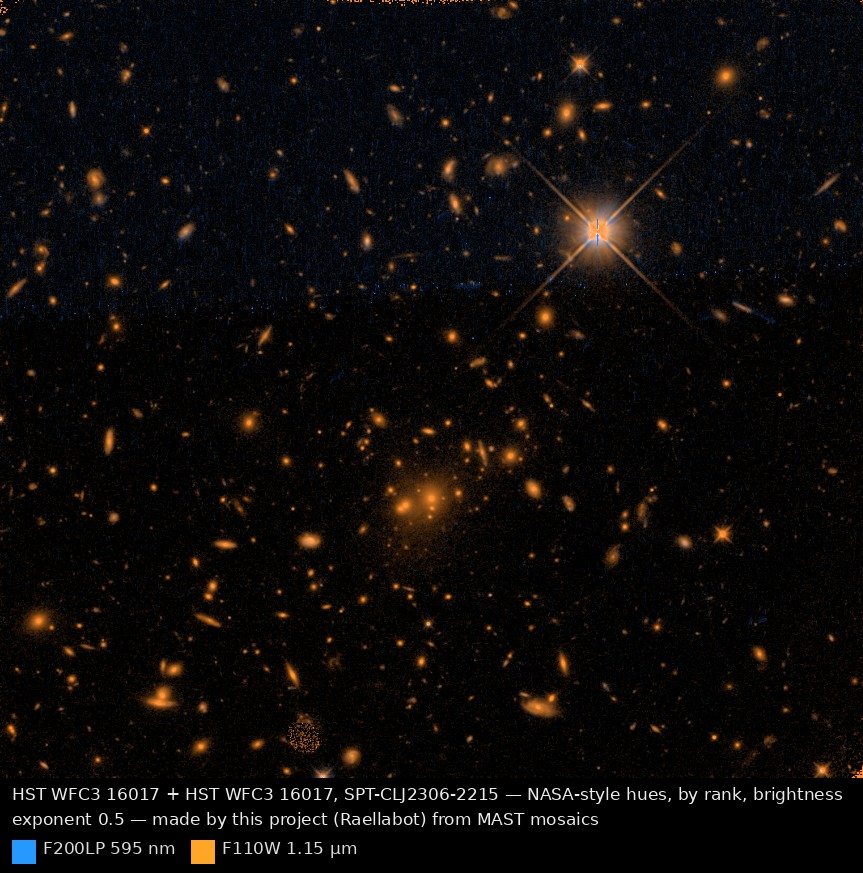 HST WFC3 16017 + HST WFC3 16017, SPT-CLJ2306-2215 — NASA-style hues, by rank, brightness
exponent 0.5 — made by this project (Raellabot) from MAST mosaics
F200LP 595 nm F110W 1.15 µm